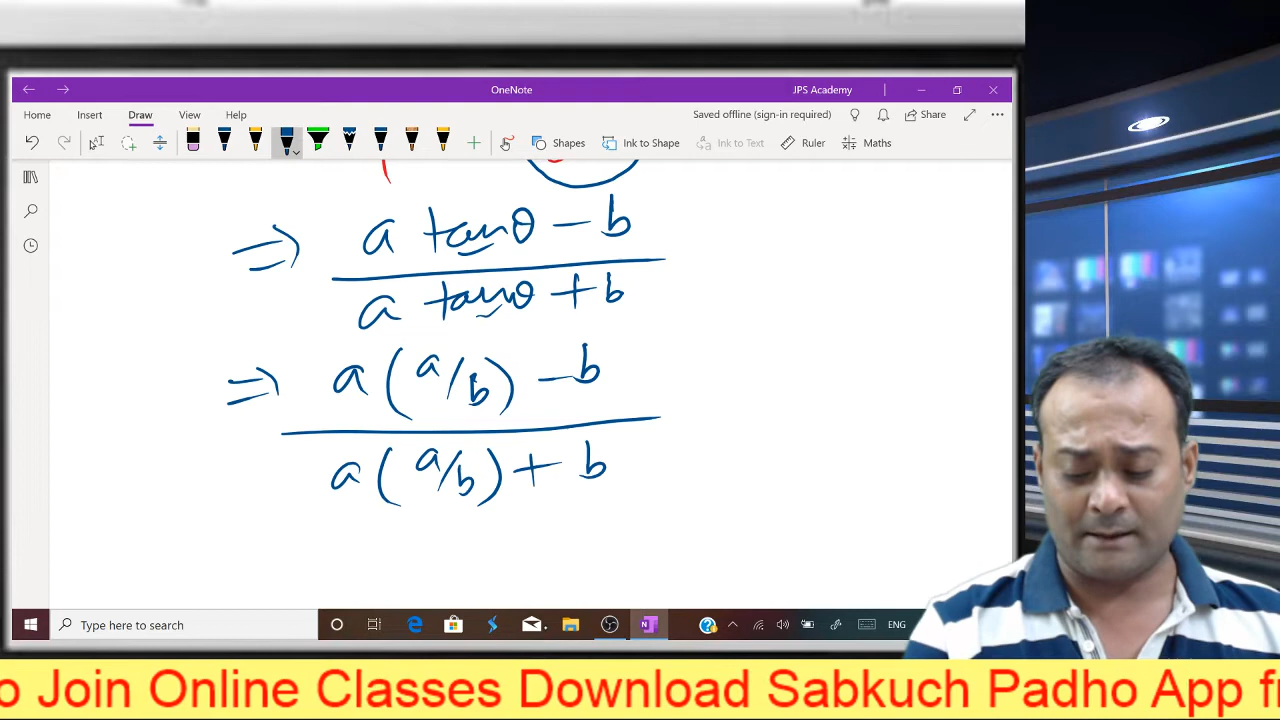 OneNote
JPS Academy
Home Insert Draw View Help
Saved offline (sign-in required)
Share
Shapes
Ink to Shape
Ink to Text
Ruler
Maths
⇒ a tanθ - b
a tanθ + b
⇒ a(a/b) - b
a(a/b) + b
Type here to search
ENG
o Join Online Classes Download Sabkuch Padho App f